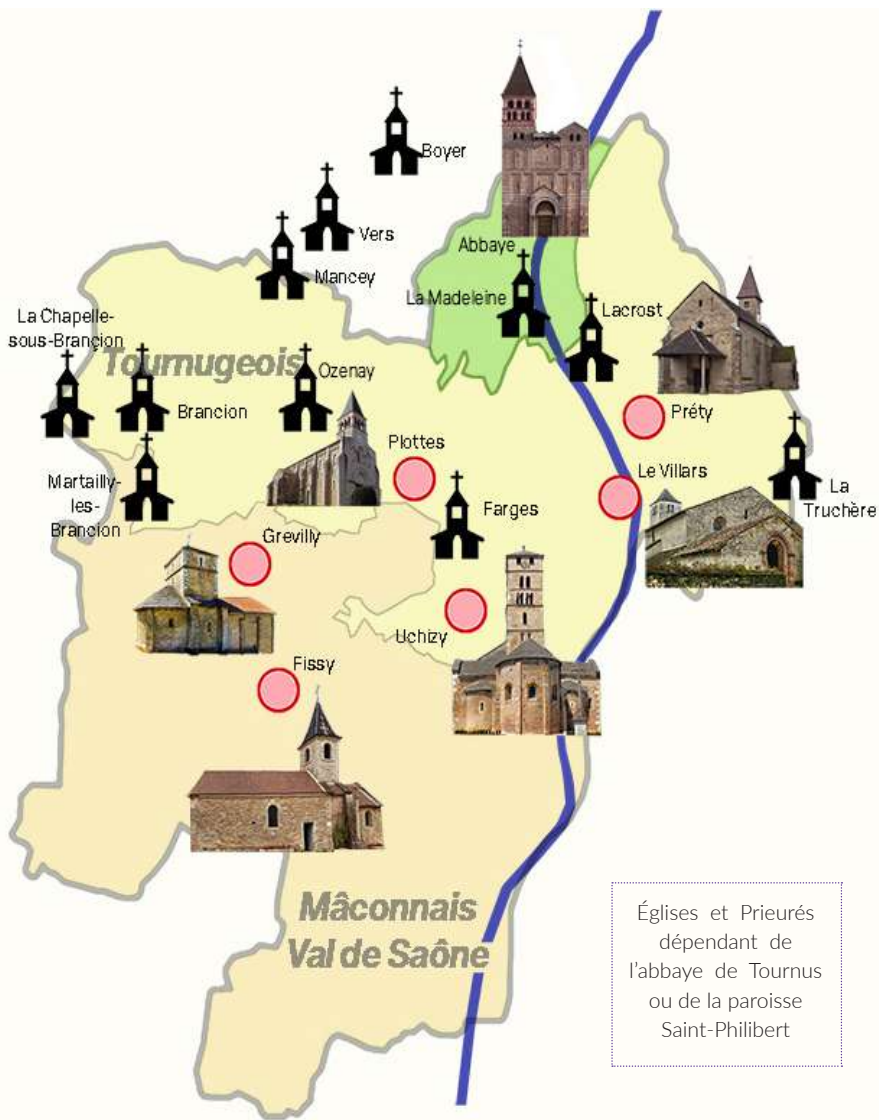 Boyer
Vers
Abbaye
Mancey
La Madeleine
Lacrost
La Chapelle-
sous-Brançion
Tournugeois
Ozenay
Brancion
Préty
Plottes
Le Villars
Martailly-
les-
Brancion
Farges
La
Truchère
Grevilly
Uchizy
Fissy
Mâconnais
Val de Saône
Églises et Prieurés
dépendant de
l'abbaye de Tournus
ou de la paroisse
Saint-Philibert